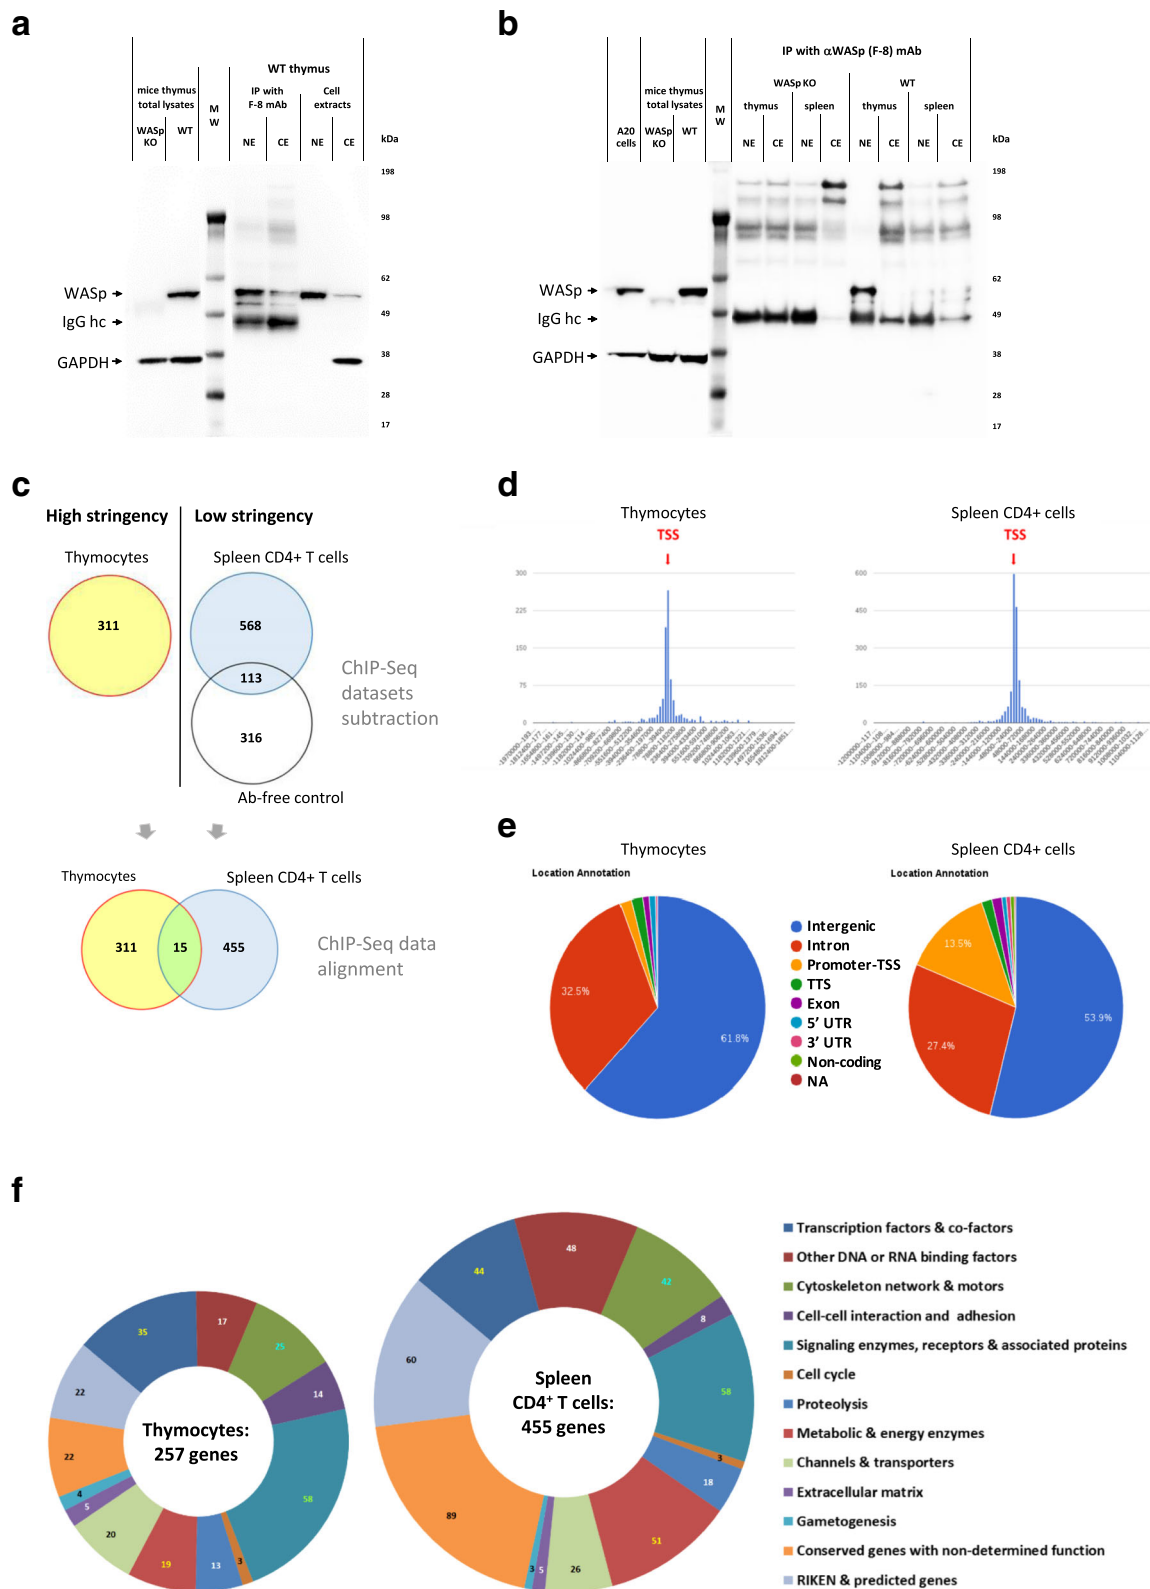 a
WT thymus
mice thymus
total lysates
M
W
IP with
F-8 mAb
Cell
extracts
WASp
KO
WT
NE
CE
NE
CE
kDa
198
98
62
49
38
28
17
WASp
IgG hc
GAPDH
b
IP with αWASp (F-8) mAb
WASp KO
WT
mice thymus
total lysates
M
W
thymus
spleen
thymus
spleen
A20
cells
WASp
KO
WT
NE
CE
NE
CE
NE
CE
NE
CE
kDa
198
98
62
49
38
28
17
WASp
IgG hc
GAPDH
c
High stringency
Low stringency
Thymocytes
Spleen CD4+ T cells
311
568
113
316
ChIP-Seq
datasets
subtraction
Ab-free control
Thymocytes
Spleen CD4+ T cells
311
15
455
ChIP-Seq data
alignment
d
Thymocytes
TSS
300
225
150
75
0
Spleen CD4+ cells
TSS
600
450
300
150
0
e
Thymocytes
Location Annotation
32.5%
61.8%
Intergenic
Intron
Promoter-TSS
TTS
Exon
5' UTR
3' UTR
Non-coding
NA
Spleen CD4+ cells
Location Annotation
13.5%
27.4%
53.9%
f
Thymocytes:
257 genes
35
17
25
14
58
3
13
19
20
5
4
22
22
Spleen
CD4+ T cells:
455 genes
44
48
42
8
58
3
18
51
26
5
3
89
60
Transcription factors & co-factors
Other DNA or RNA binding factors
Cytoskeleton network & motors
Cell-cell interaction and adhesion
Signaling enzymes, receptors & associated proteins
Cell cycle
Proteolysis
Metabolic & energy enzymes
Channels & transporters
Extracellular matrix
Gametogenesis
Conserved genes with non-determined function
RIKEN & predicted genes